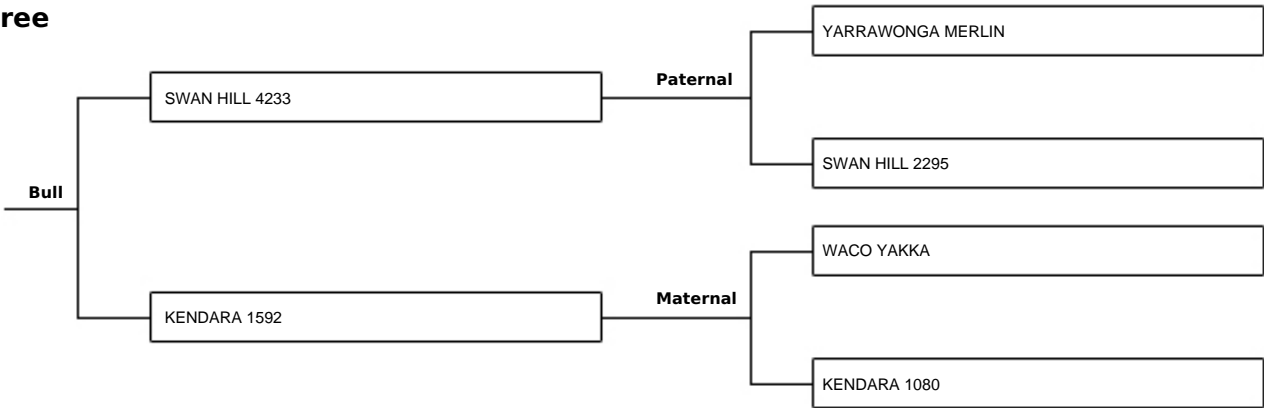 ree
YARRAWONGA MERLIN
Paternal
SWAN HILL 4233
SWAN HILL 2295
Bull
WACO YAKKA
Maternal
KENDARA 1592
KENDARA 1080